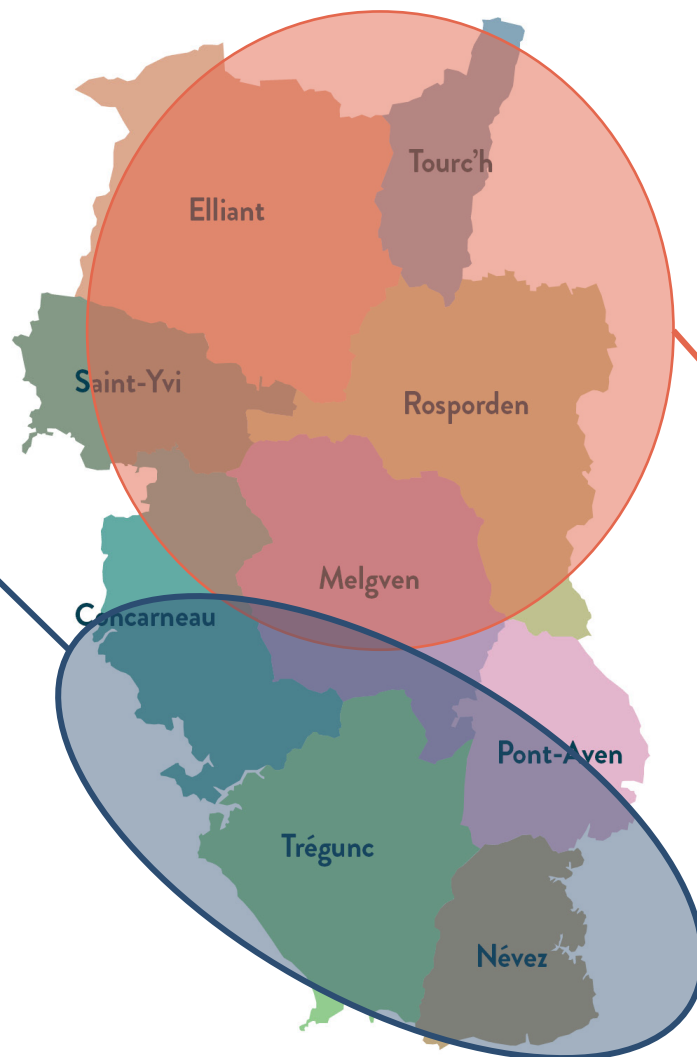 Tourc'h
Elliant
Saint-Yvi
Rosporden
Melgven
Concarneau
Pont-Aven
Trégunc
Névez